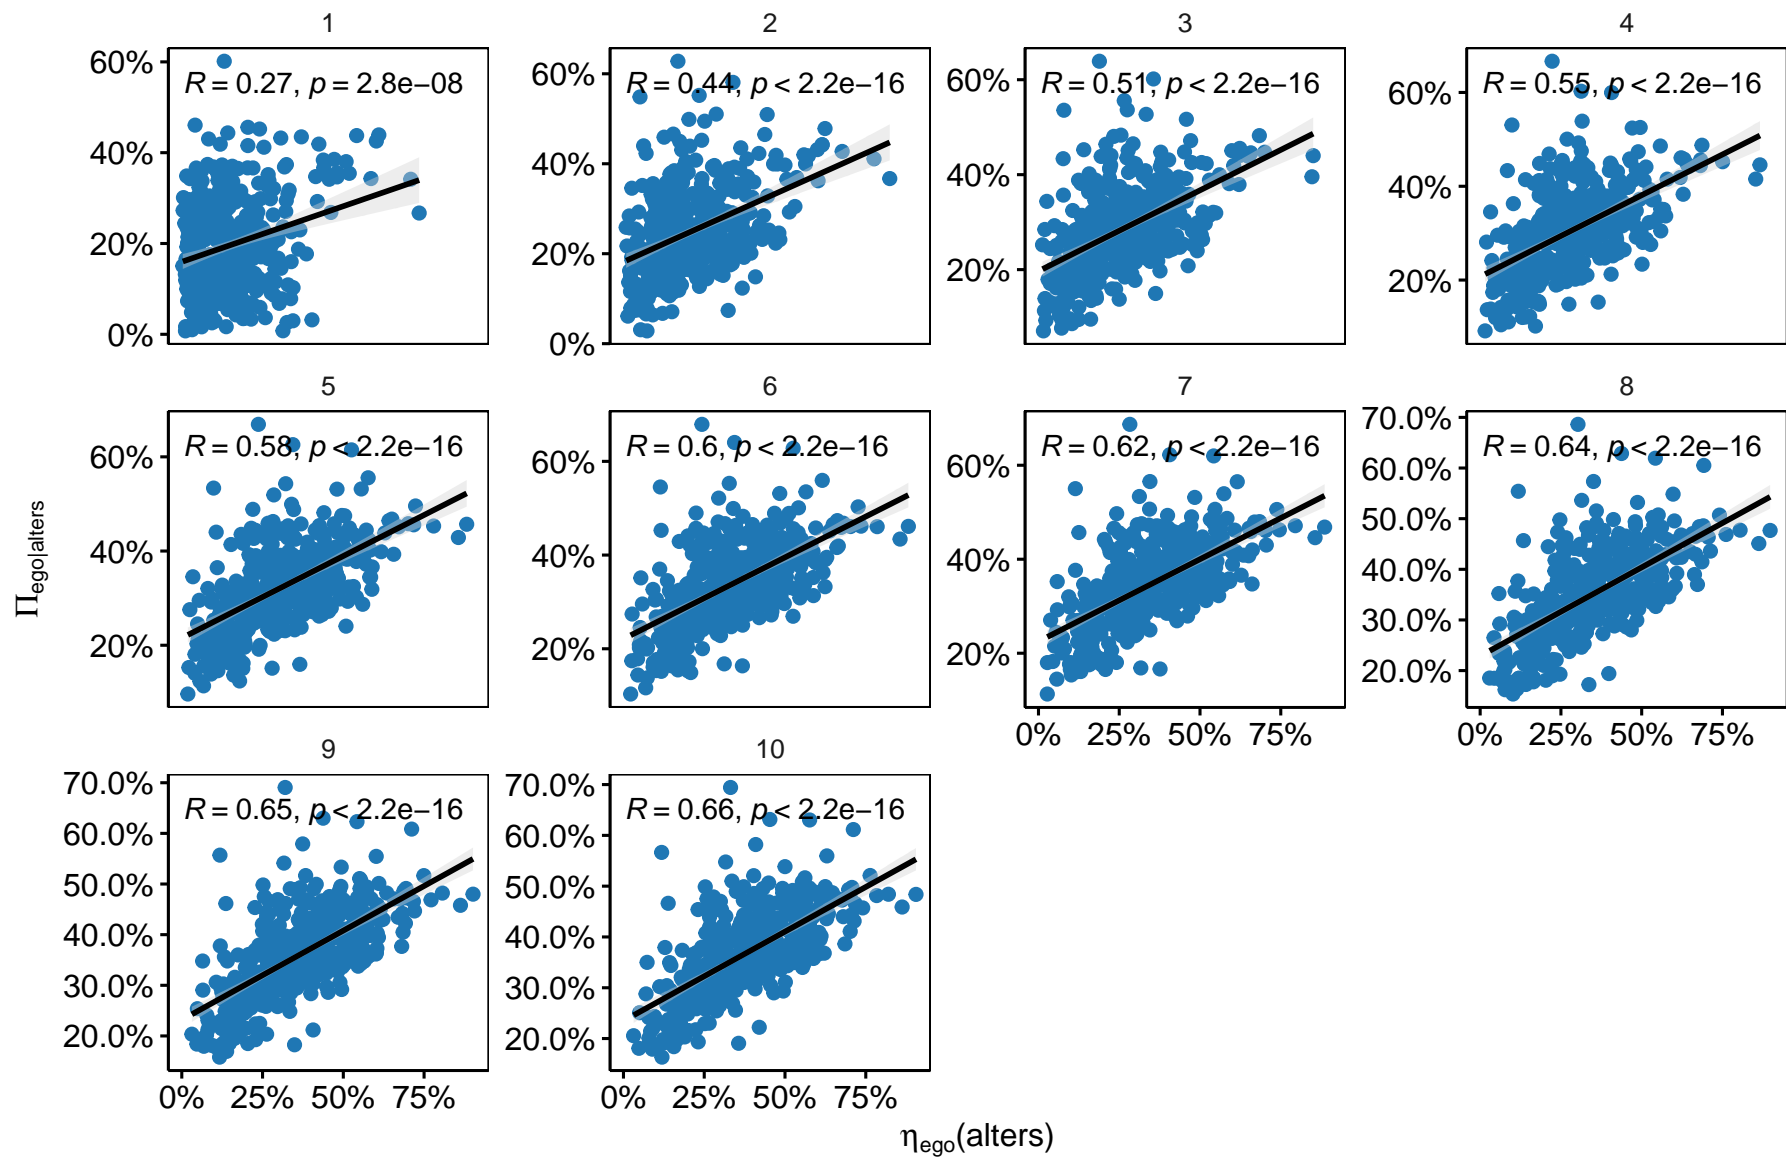 1 2 3 4
60% R = 0.27, p = 2.8e−08
40%
20%
0%
60% R = 0.44, p < 2.2e−16
40%
20%
0%
60% R = 0.51, p < 2.2e−16
40%
20%
60% R = 0.55, p < 2.2e−16
40%
20%
5 6 7 8
60% R = 0.58, p < 2.2e−16
40%
20%
60% R = 0.6, p < 2.2e−16
40%
20%
60% R = 0.62, p < 2.2e−16
40%
20%
0% 25% 50% 75%
70.0%
R = 0.64, p < 2.2e−16
60.0%
50.0%
40.0%
30.0%
20.0%
0% 25% 50% 75%
9 10
70.0%
R = 0.65, p < 2.2e−16
60.0%
50.0%
40.0%
30.0%
20.0%
0% 25% 50% 75%
70.0%
R = 0.66, p < 2.2e−16
60.0%
50.0%
40.0%
30.0%
20.0%
0% 25% 50% 75%
Πego|alters
ηego(alters)